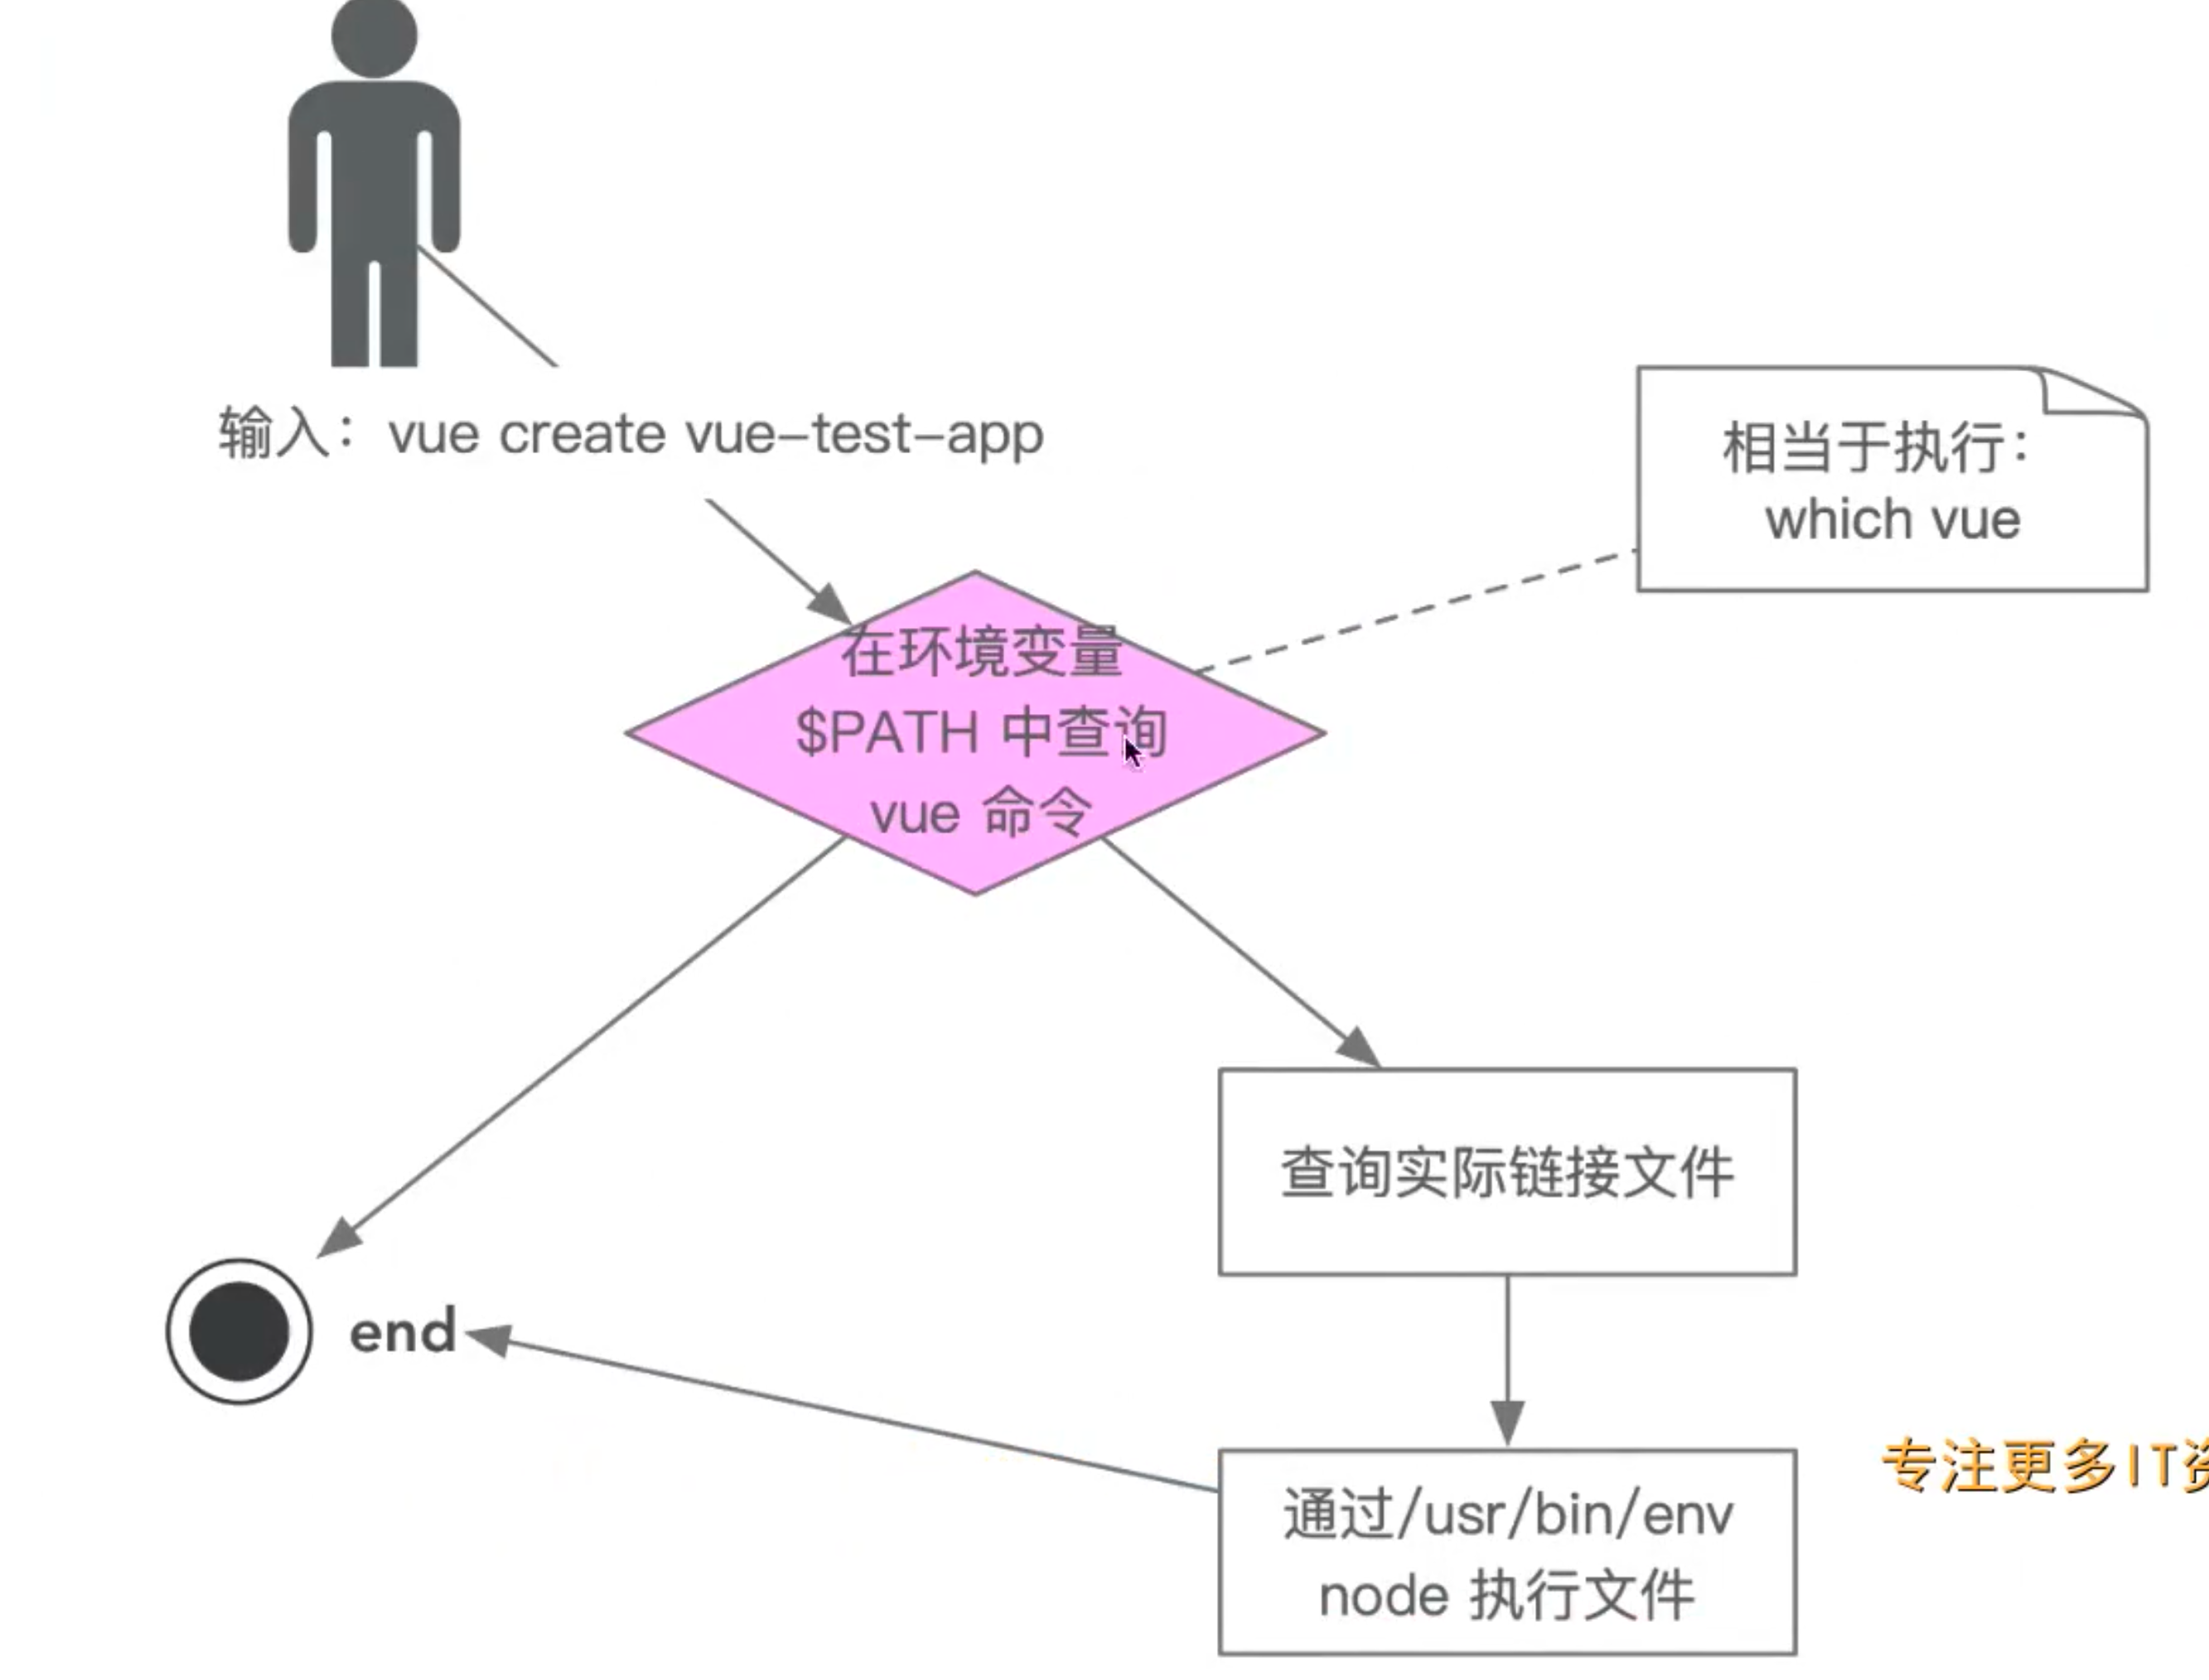 输入：vue create vue-test-app
相当于执行：
which vue
在环境变量
$PATH 中查询
vue 命令
查询实际链接文件
end
通过/usr/bin/env
node 执行文件
专注更多IT资